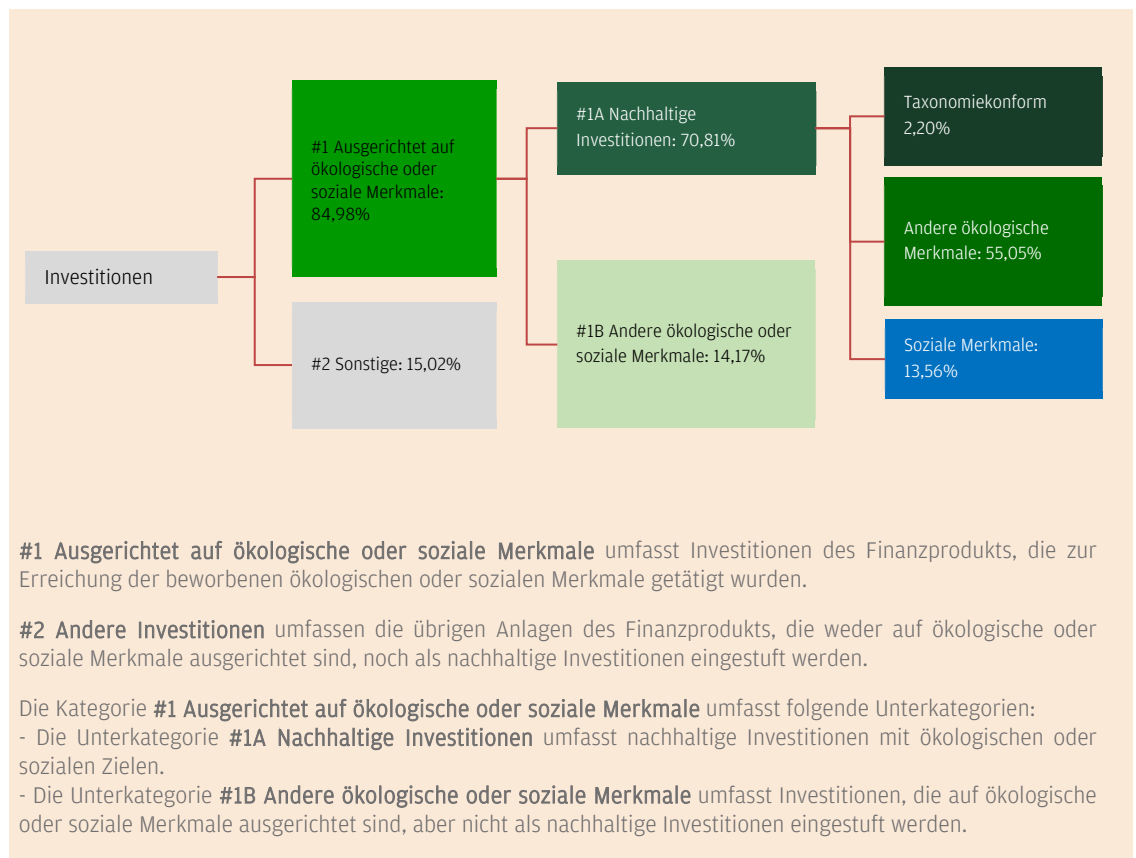 Investitionen
#1 Ausgerichtet auf
ökologische oder
soziale Merkmale:
84,98%
#2 Sonstige: 15,02%
#1A Nachhaltige
Investitionen: 70,81%
#1B Andere ökologische oder
soziale Merkmale: 14,17%
Taxonomiekonform
2,20%
Andere ökologische
Merkmale: 55,05%
Soziale Merkmale:
13,56%
#1 Ausgerichtet auf ökologische oder soziale Merkmale umfasst Investitionen des Finanzprodukts, die zur
Erreichung der beworbenen ökologischen oder sozialen Merkmale getätigt wurden.
#2 Andere Investitionen umfassen die übrigen Anlagen des Finanzprodukts, die weder auf ökologische oder
soziale Merkmale ausgerichtet sind, noch als nachhaltige Investitionen eingestuft werden.
Die Kategorie #1 Ausgerichtet auf ökologische oder soziale Merkmale umfasst folgende Unterkategorien:
- Die Unterkategorie #1A Nachhaltige Investitionen umfasst nachhaltige Investitionen mit ökologischen oder
sozialen Zielen.
- Die Unterkategorie #1B Andere ökologische oder soziale Merkmale umfasst Investitionen, die auf ökologische
oder soziale Merkmale ausgerichtet sind, aber nicht als nachhaltige Investitionen eingestuft werden.